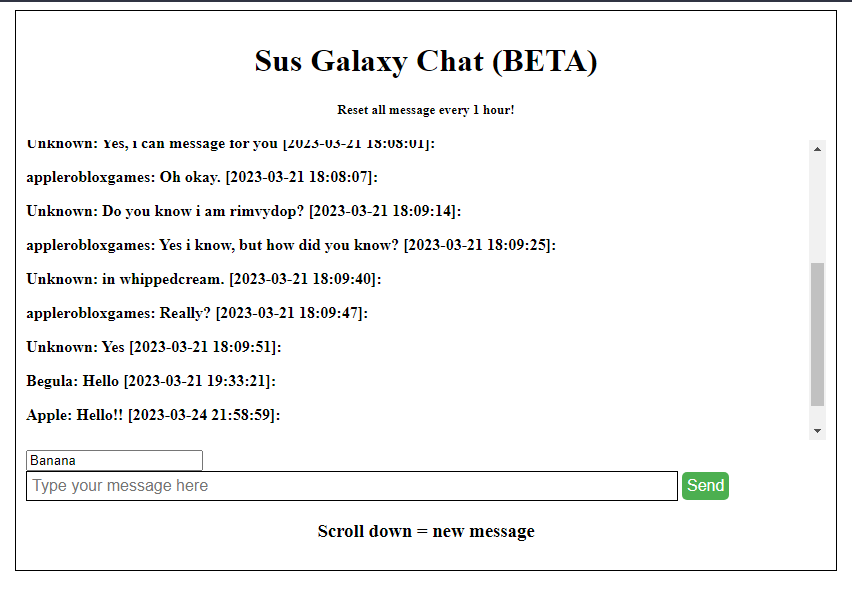 Sus Galaxy Chat (BETA)
Reset all message every 1 hour!
Unknown: Yes, i can message for you [2023-03-21 18:08:01]:
applerobloxgames: Oh okay. [2023-03-21 18:08:07]:
Unknown: Do you know i am rimvydop? [2023-03-21 18:09:14]:
applerobloxgames: Yes i know, but how did you know? [2023-03-21 18:09:25]:
Unknown: in whippedcream. [2023-03-21 18:09:40]:
applerobloxgames: Really? [2023-03-21 18:09:47]:
Unknown: Yes [2023-03-21 18:09:51]:
Begula: Hello [2023-03-21 19:33:21]:
Apple: Hello!! [2023-03-24 21:58:59]:
Banana
Type your message here Send
Scroll down = new message